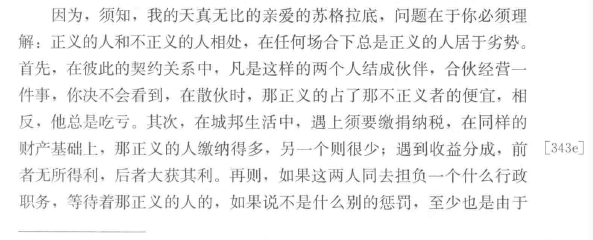 因为，须知，我的天真无比的亲爱的苏格拉底，问题在于你必须理
解：正义的人和不正义的人相处，在任何场合下总是正义的人居于劣势。
首先，在彼此的契约关系中，凡是这样的两个人结成伙伴，合伙经营一
件事，你决不会看到，在散伙时，那正义的占了那不正义者的便宜，相
反，他总是吃亏。其次，在城邦生活中，遇上须要缴捐纳税，在同样的
财产基础上，那正义的人缴纳得多，另一个则很少；遇到收益分成，前 [343e]
者无所得利，后者大获其利。再则，如果这两人同去担负一个什么行政
职务，等待着那正义的人的，如果说不是什么别的惩罚，至少也是由于